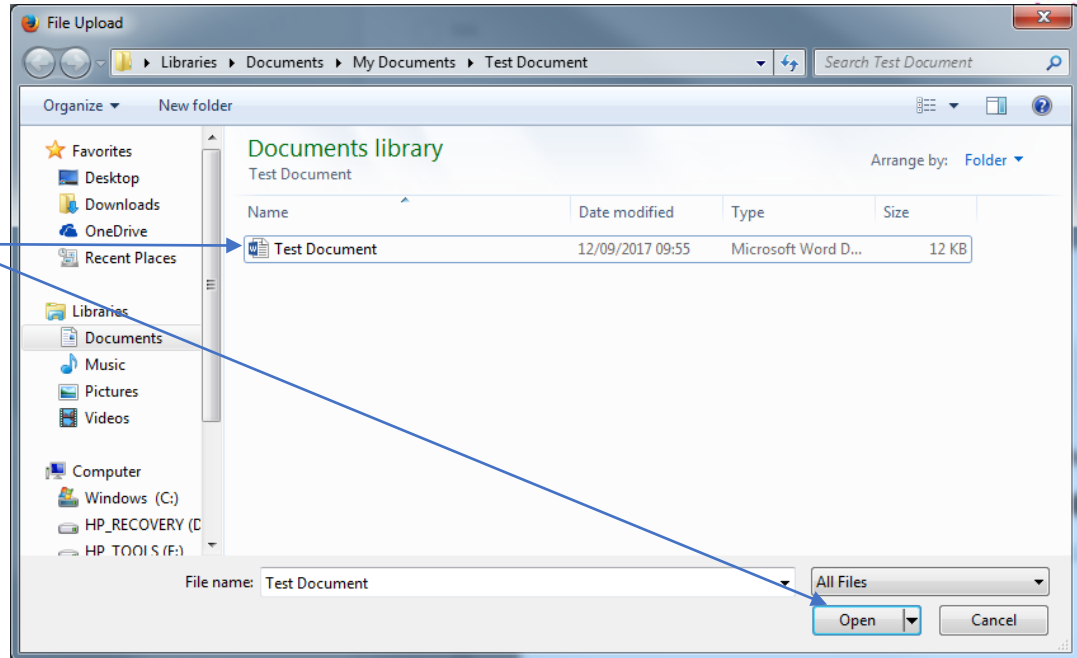 File Upload
Libraries Documents My Documents Test Document Search Test Document
Organize New folder
Favorites
Desktop
Downloads
OneDrive
Recent Places
Libraries
Documents
Music
Pictures
Videos
Computer
Windows (C:)
HP_RECOVERY (D
HP_TOOLS (E:)
Documents library
Test Document
Arrange by: Folder
Name Date modified Type Size
Test Document 12/09/2017 09:55 Microsoft Word D... 12 KB
File name: Test Document All Files
Open Cancel